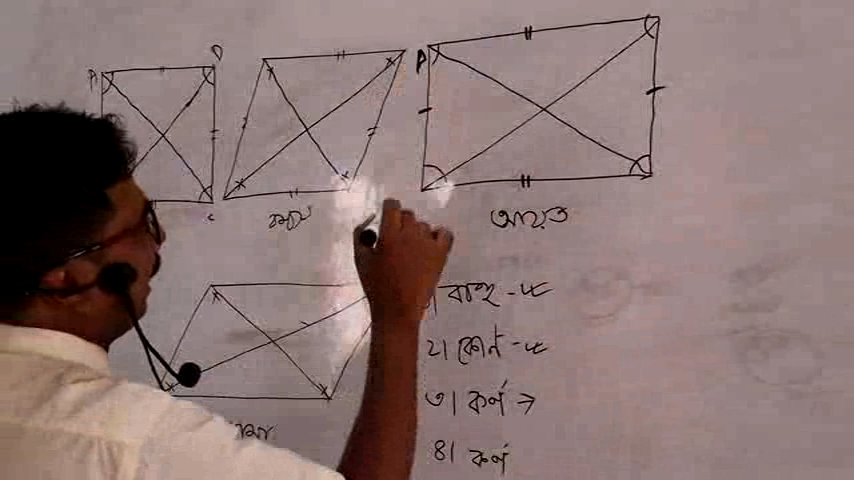 A D
A
C
রম্বস
আয়ত
১। বাহু -
২। কোণ -
৩। কর্ণ →
৪। কর্ণ